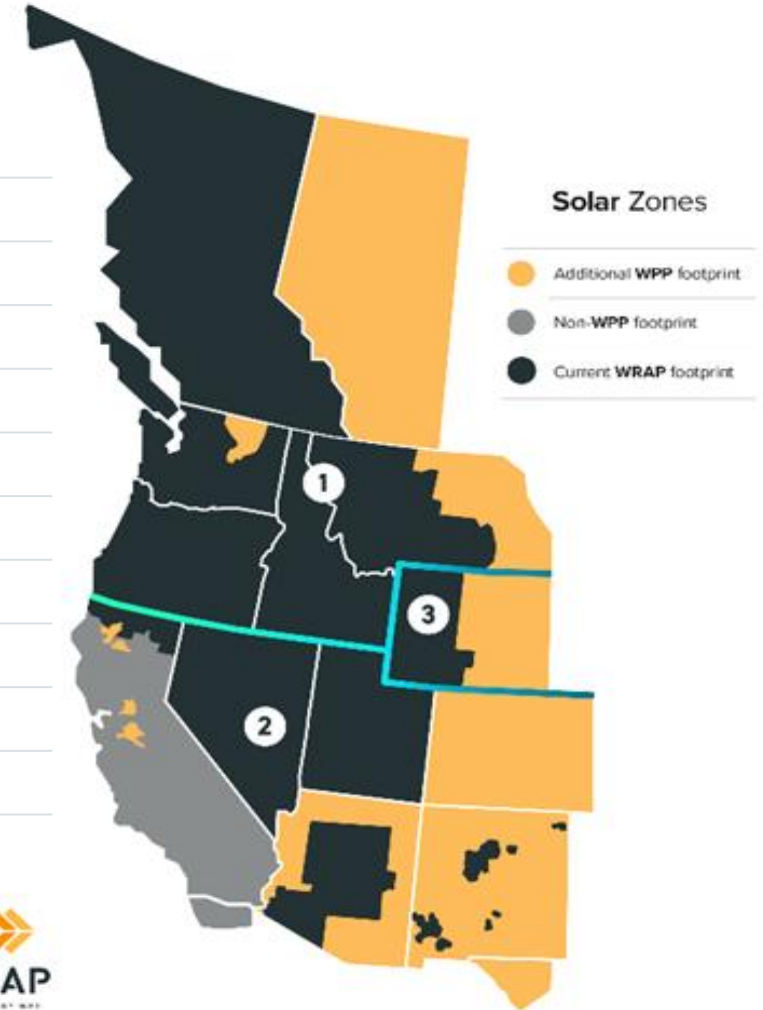 Solar Zones
Additional WPP footprint
Non-WPP footprint
Current WRAP footprint
1
3
2
AP